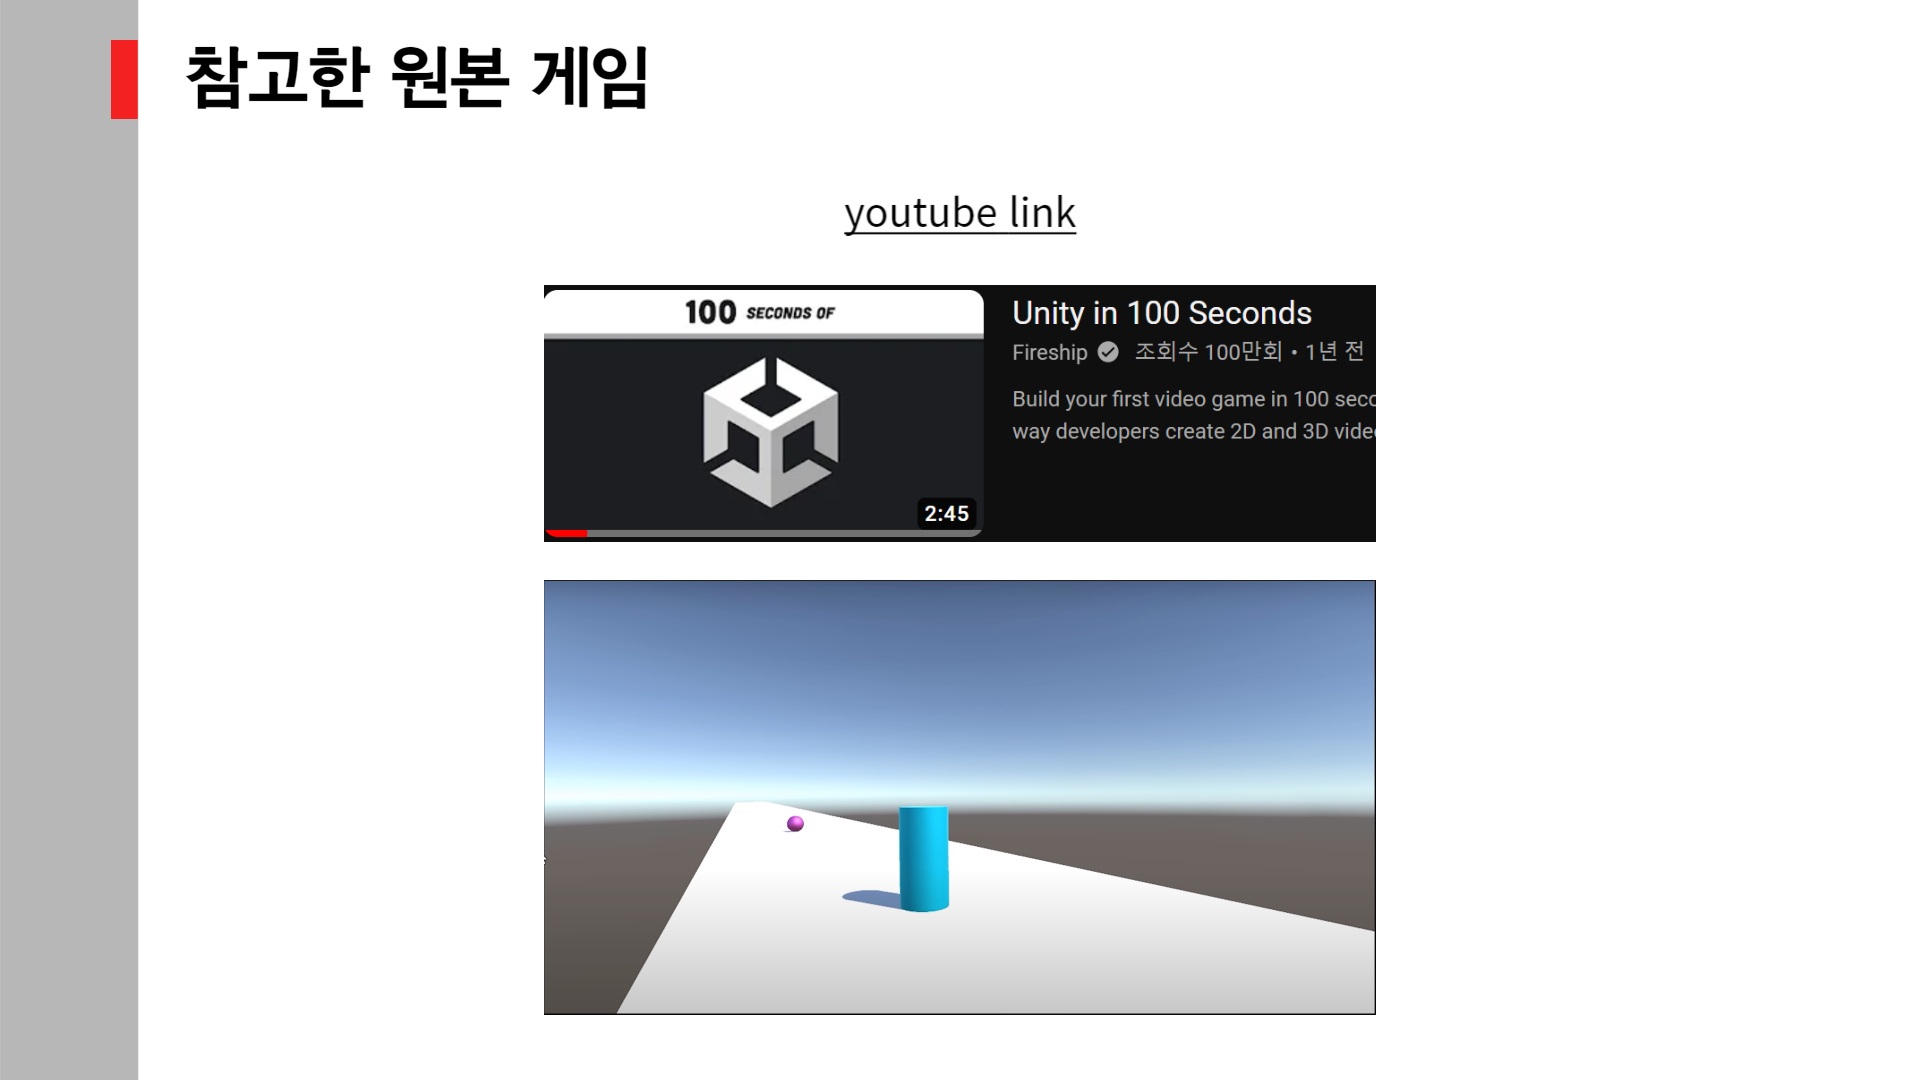 참고한 원본 게임
youtube link
100 SECONDS OF
2:45
Unity in 100 Seconds
Fireship 조회수 100만회 • 1년 전
Build your first video game in 100 seco
way developers create 2D and 3D vide